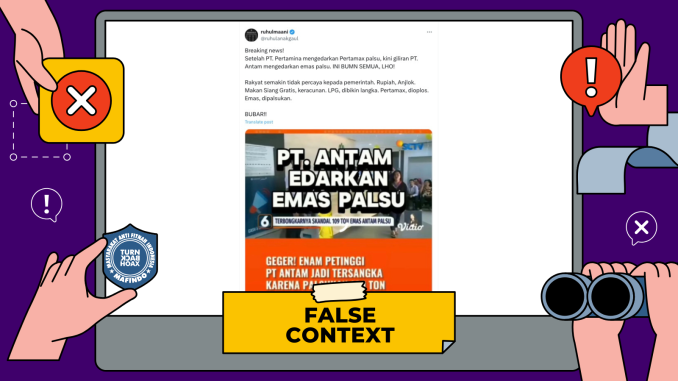 ruhulmaani
@ruhulanskgaul
Breaking news!
Setelah PT. Pertamina mengedarkan Pertamax palsu, kini giliran PT.
Antam mengedarkan emas palsu. INI BUMN SEMUA, LHO!
Rakyat semakin tidak percaya kepada pemerintah. Rupiah, Anjlok.
Makan Siang Gratis, keracunan. LPG, dibikin langka. Pertamax, dioplos.
Emas, dipalsukan.
BUBAR!!
Translate post
SCTV
PT. ANTAM
EDARKAN
EMAS PALSU
6 TERBONGKARNYA SKANDAL 109 TON EMAS ANTAM PALSU
Vidio
GEGER! ENAM PETINGGI
PT ANTAM JADI TERSANGKA
KARENA TON
MASYARAKAT ANTI FITNAH INDONESIA
TURN
BACK
HOAX
MAFINDO
FALSE
CONTEXT